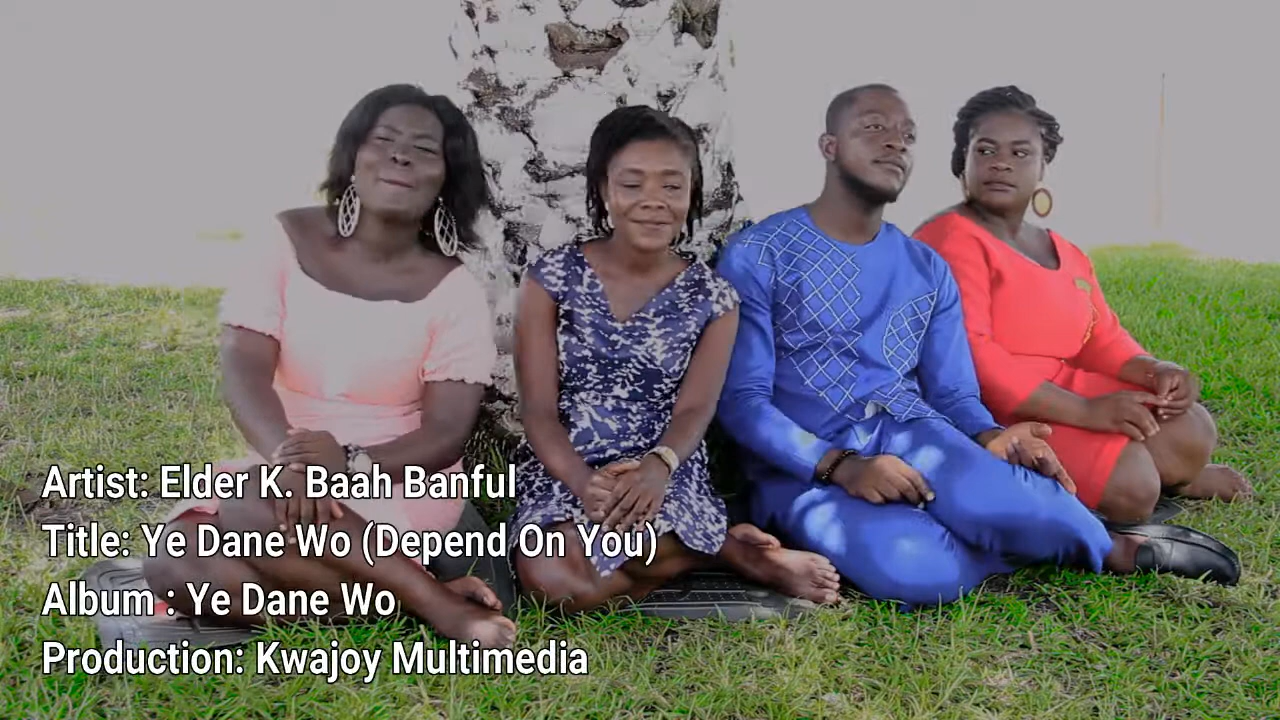 Artist: Elder K. Baah Banful
Title: Ye Dane Wo (Depend On You)
Album : Ye Dane Wo
Production: Kwajoy Multimedia